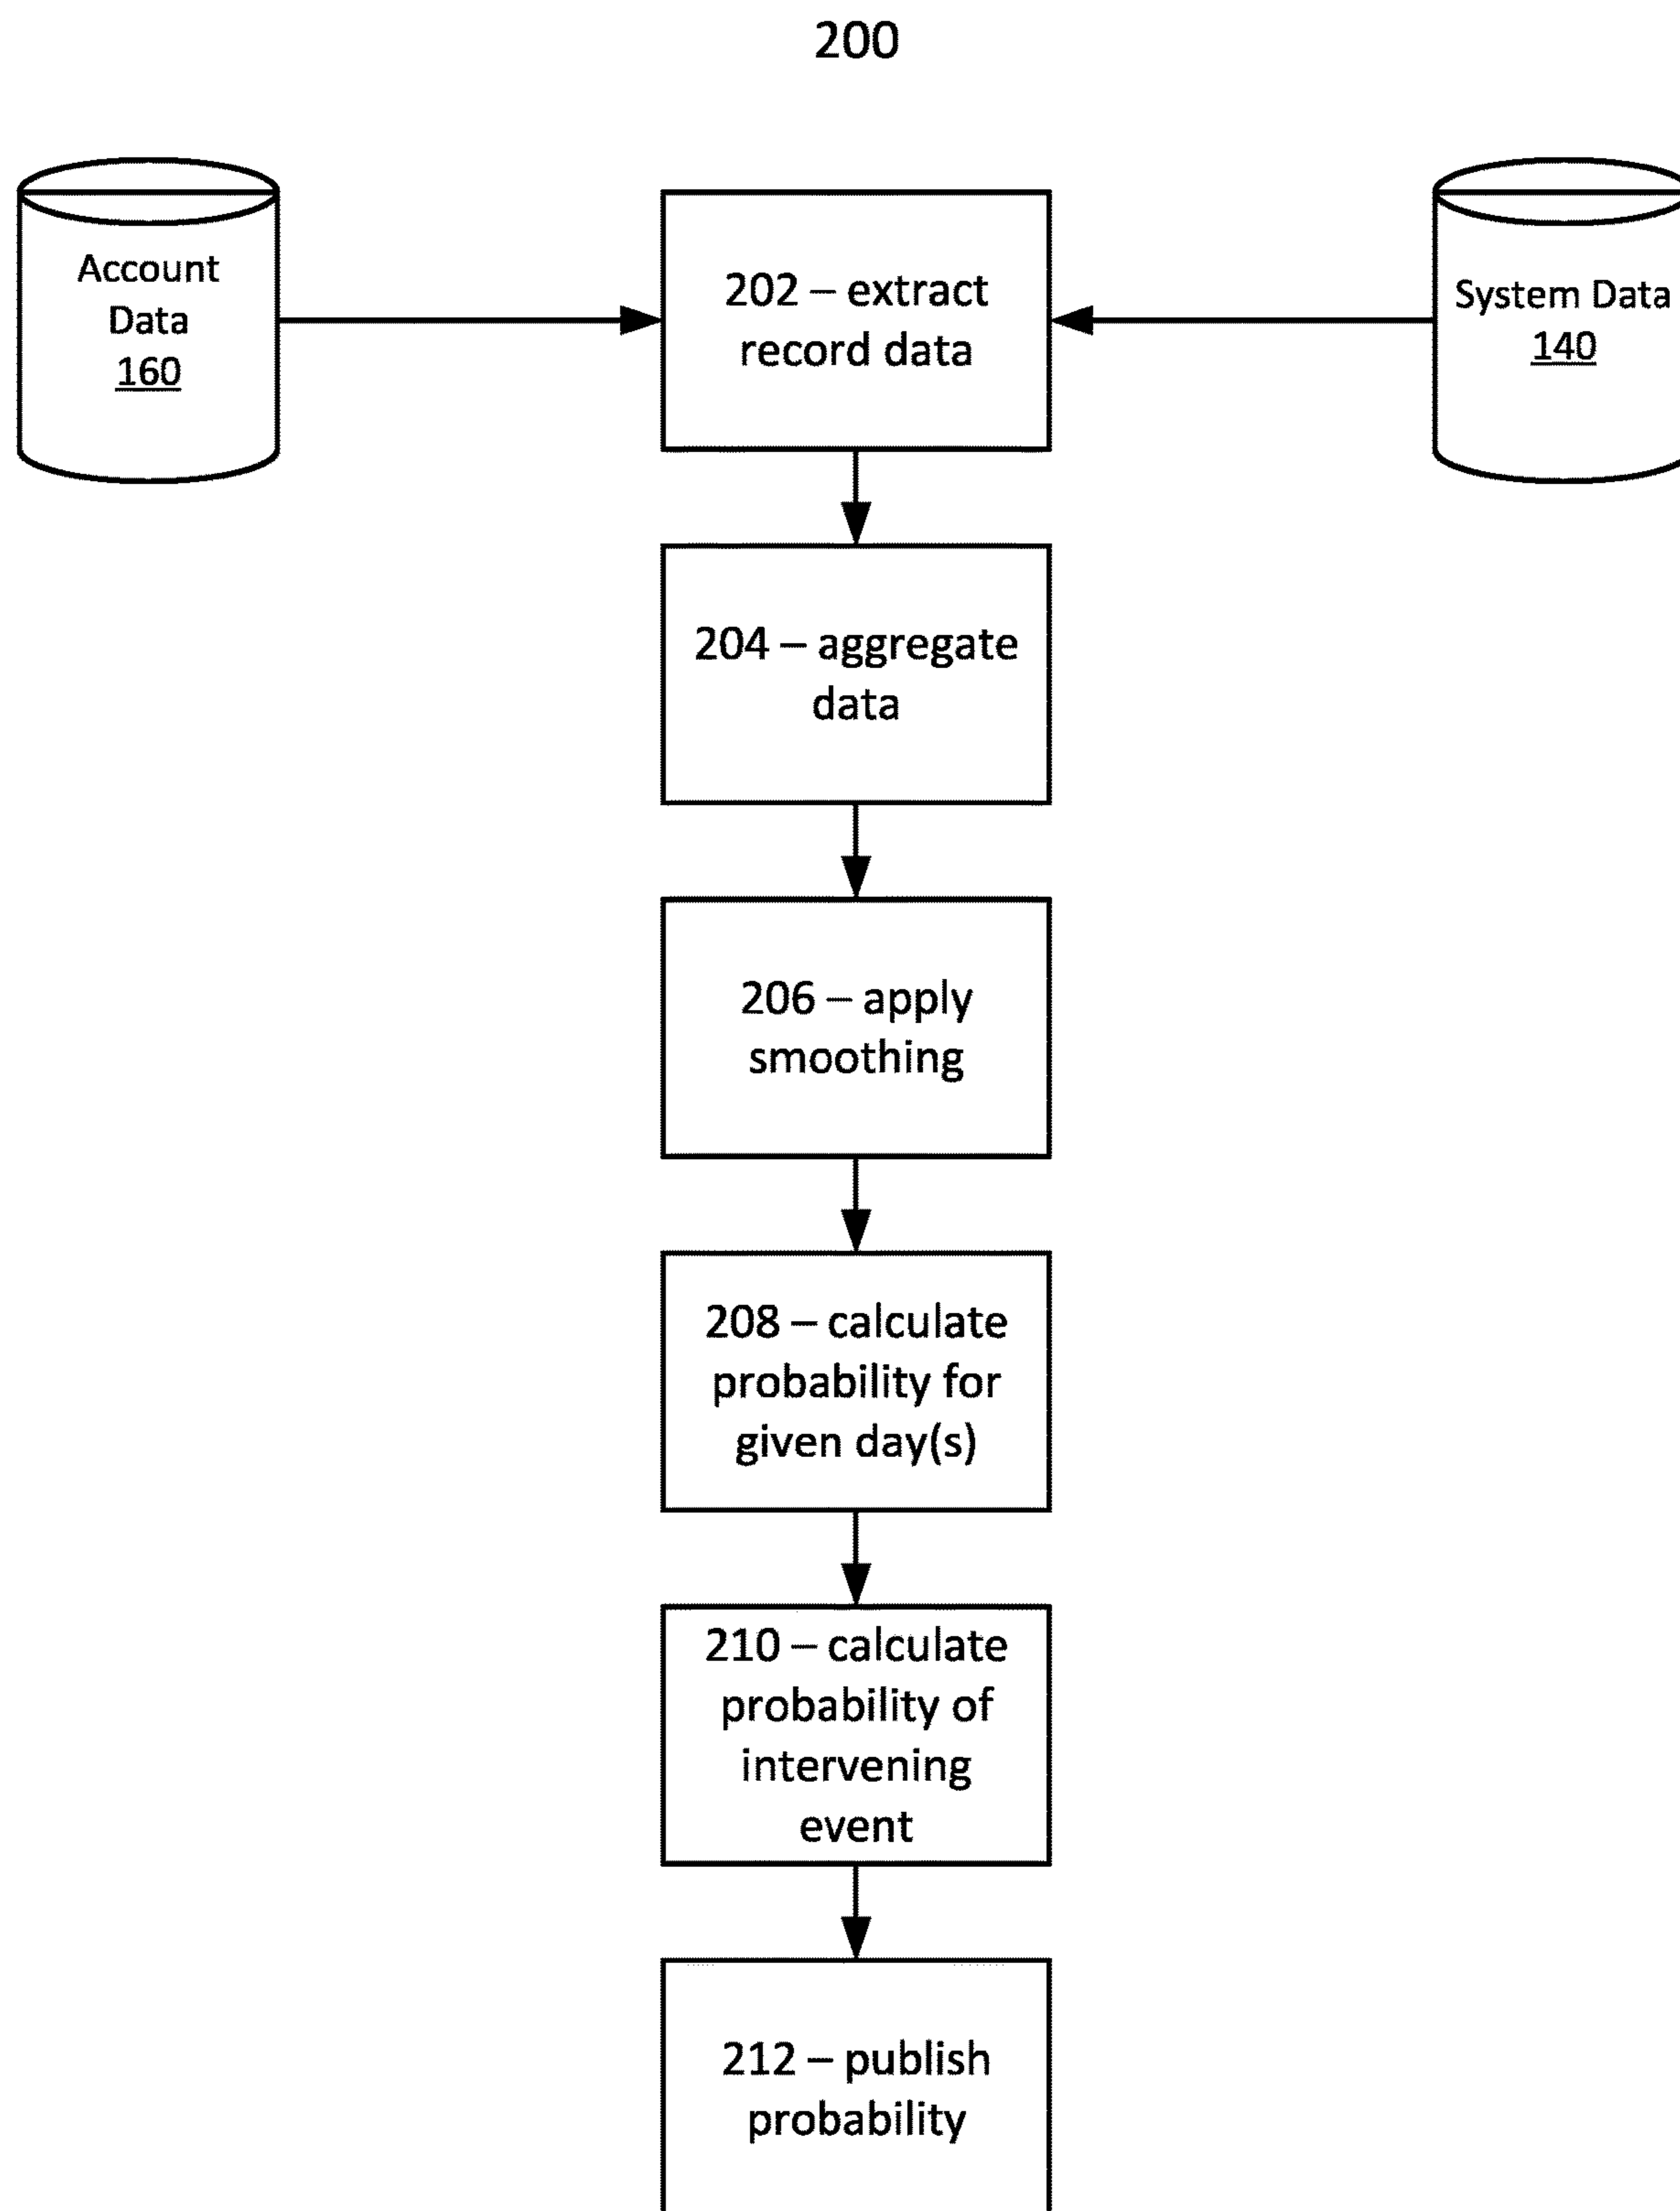 200
Account
Data
160
202 – extract
record data
System Data
140
204 – aggregate
data
206 – apply
smoothing
208 – calculate
probability for
given day(s)
210 – calculate
probability of
intervening
event
212 – publish
probability